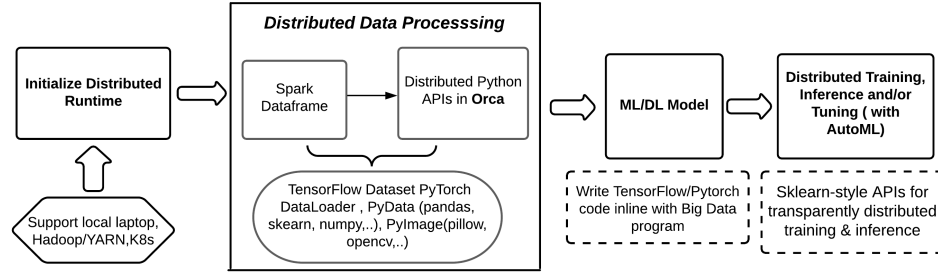 Distributed Data Processsing
Initialize Distributed
Runtime
Spark
Dataframe
Distributed Python
APIs in Orca
ML/DL Model
Distributed Training,
Inference and/or
Tuning ( with
AutoML)
Support local laptop,
Hadoop/YARN,K8s
TensorFlow Dataset PyTorch
DataLoader , PyData (pandas,
skearn, numpy,..), PyImage(pillow,
opencv,..)
Write TensorFlow/Pytorch
code inline with Big Data
program
Sklearn-style APIs for
transparently distributed
training & inference